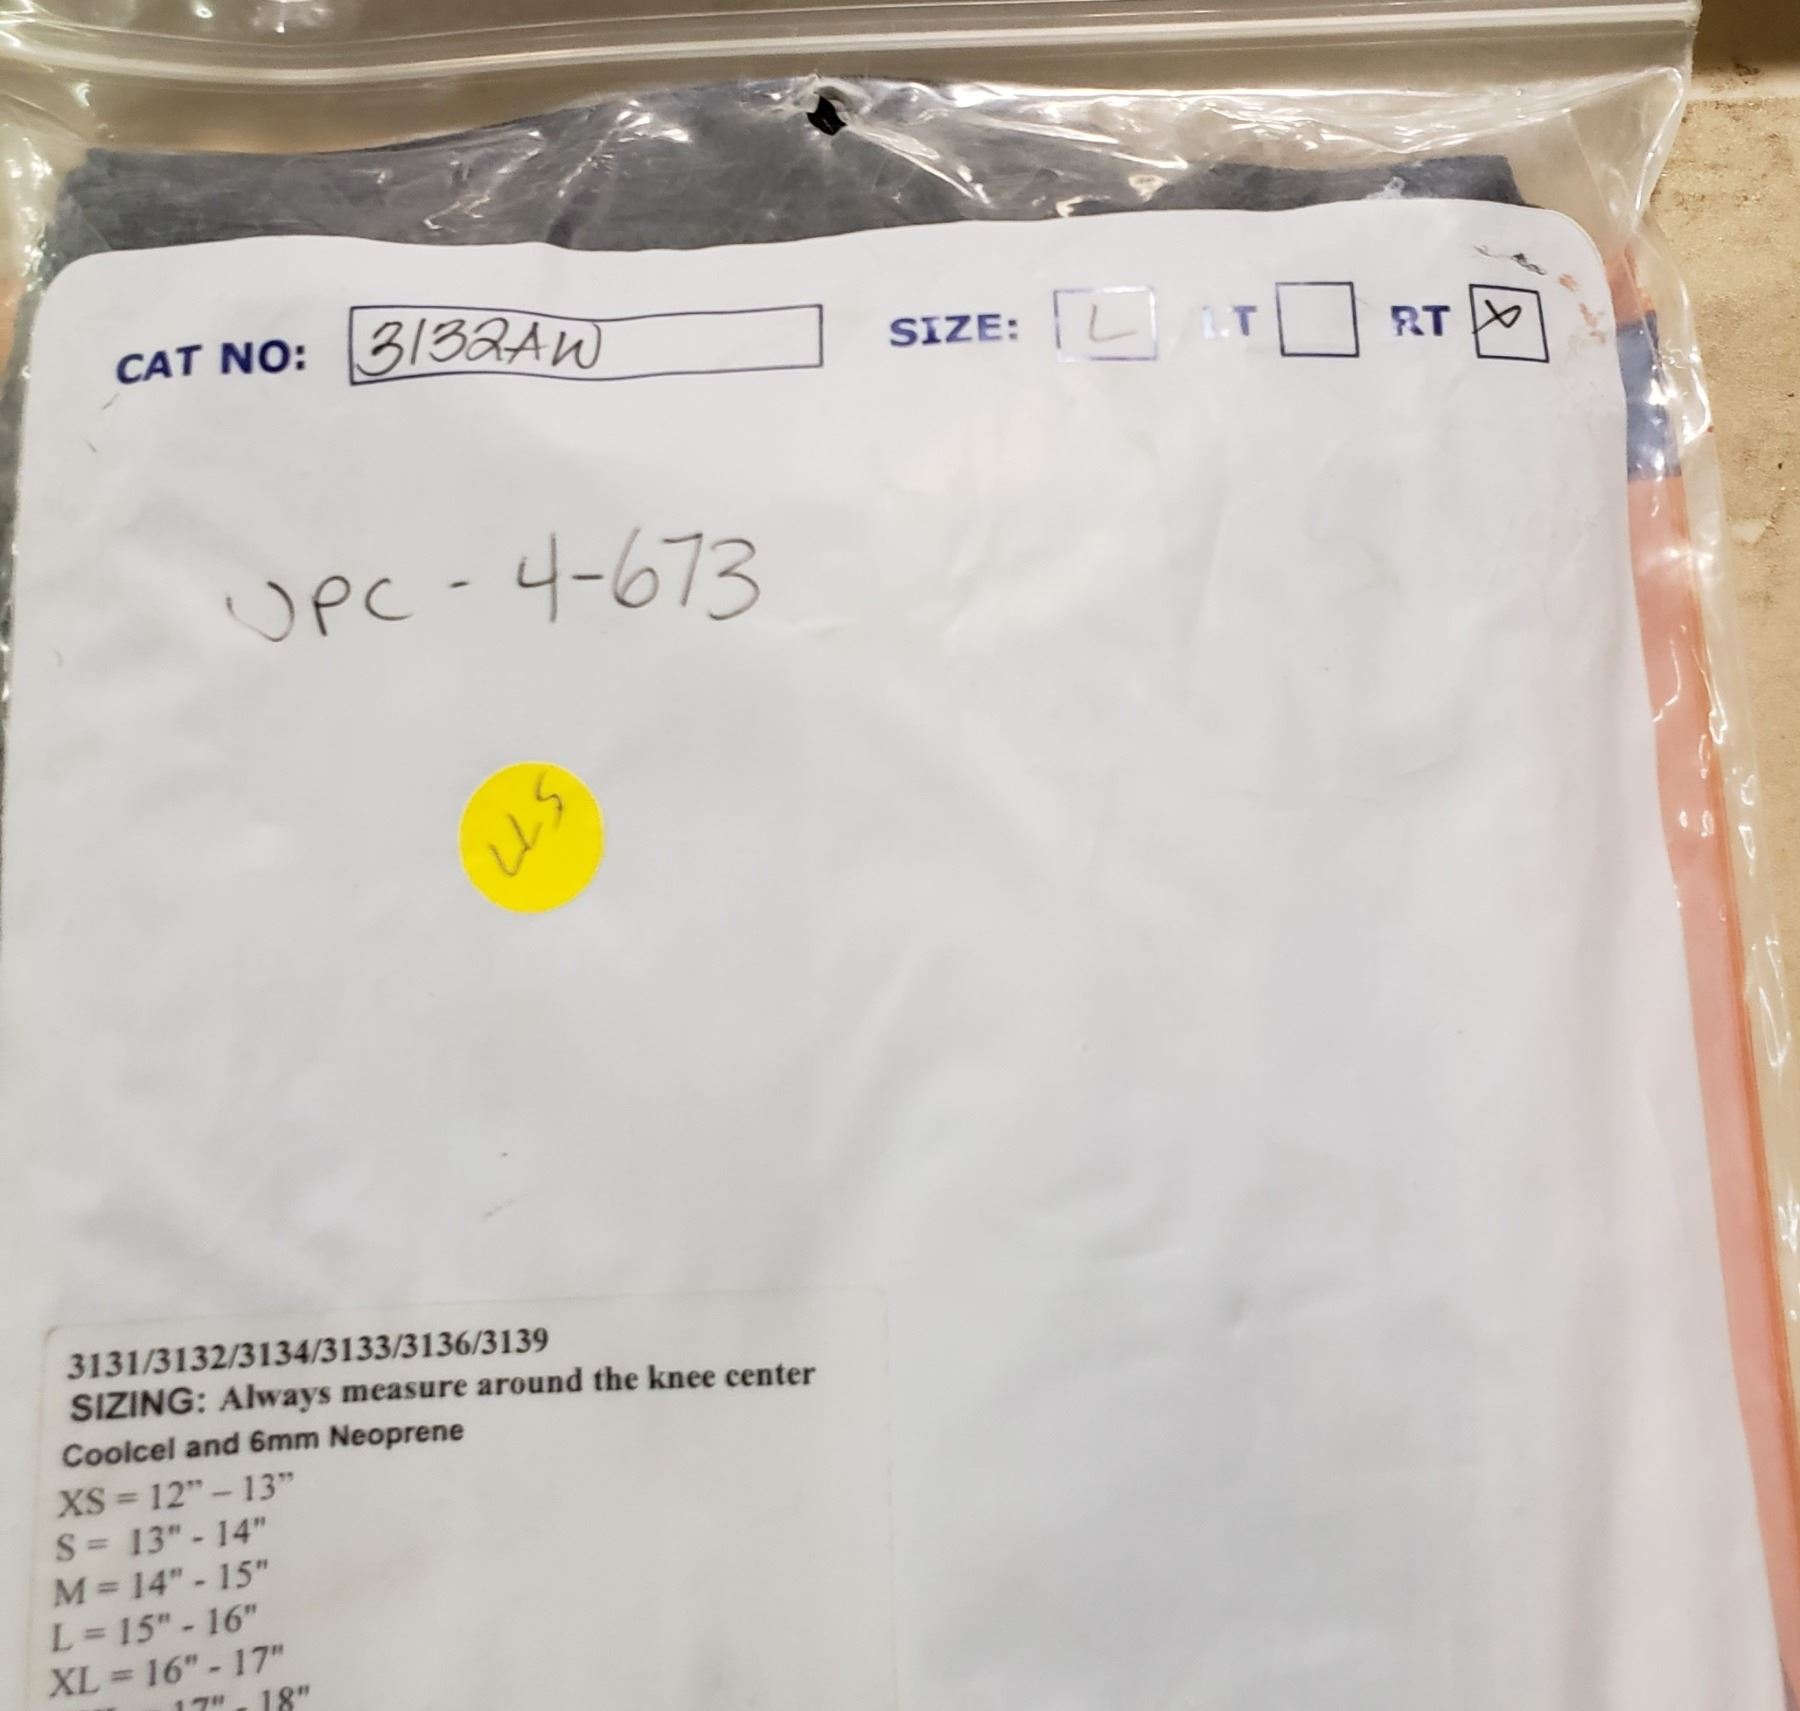 CAT NO: 3132AW SIZE: L LT RT X
UPC - 4-673
3131/3132/3134/3133/3136/3139
SIZING: Always measure around the knee center
Coolcel and 6mm Neoprene
XS = 12” – 13”
S = 13" - 14"
M = 14" - 15"
L = 15" - 16"
XL = 16" - 17"
17" - 18"